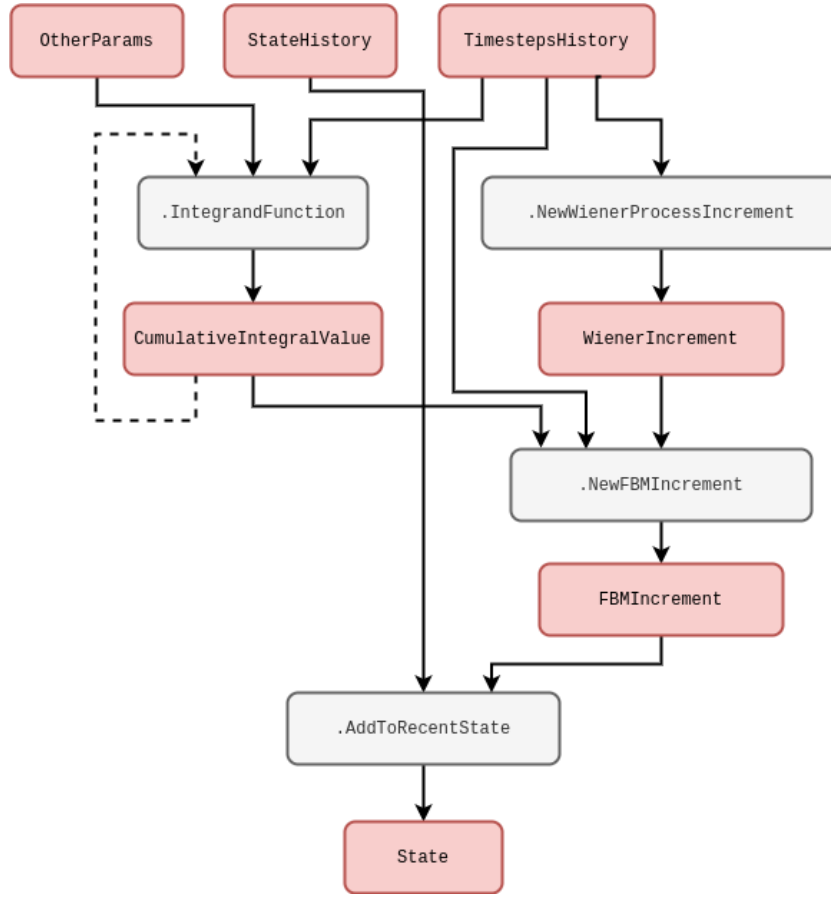 OtherParams
StateHistory
TimestepsHistory
.IntegrandFunction
.NewWienerProcessIncrement
CumulativeIntegralValue
WienerIncrement
.NewFBMIncrement
FBMIncrement
.AddToRecentState
State